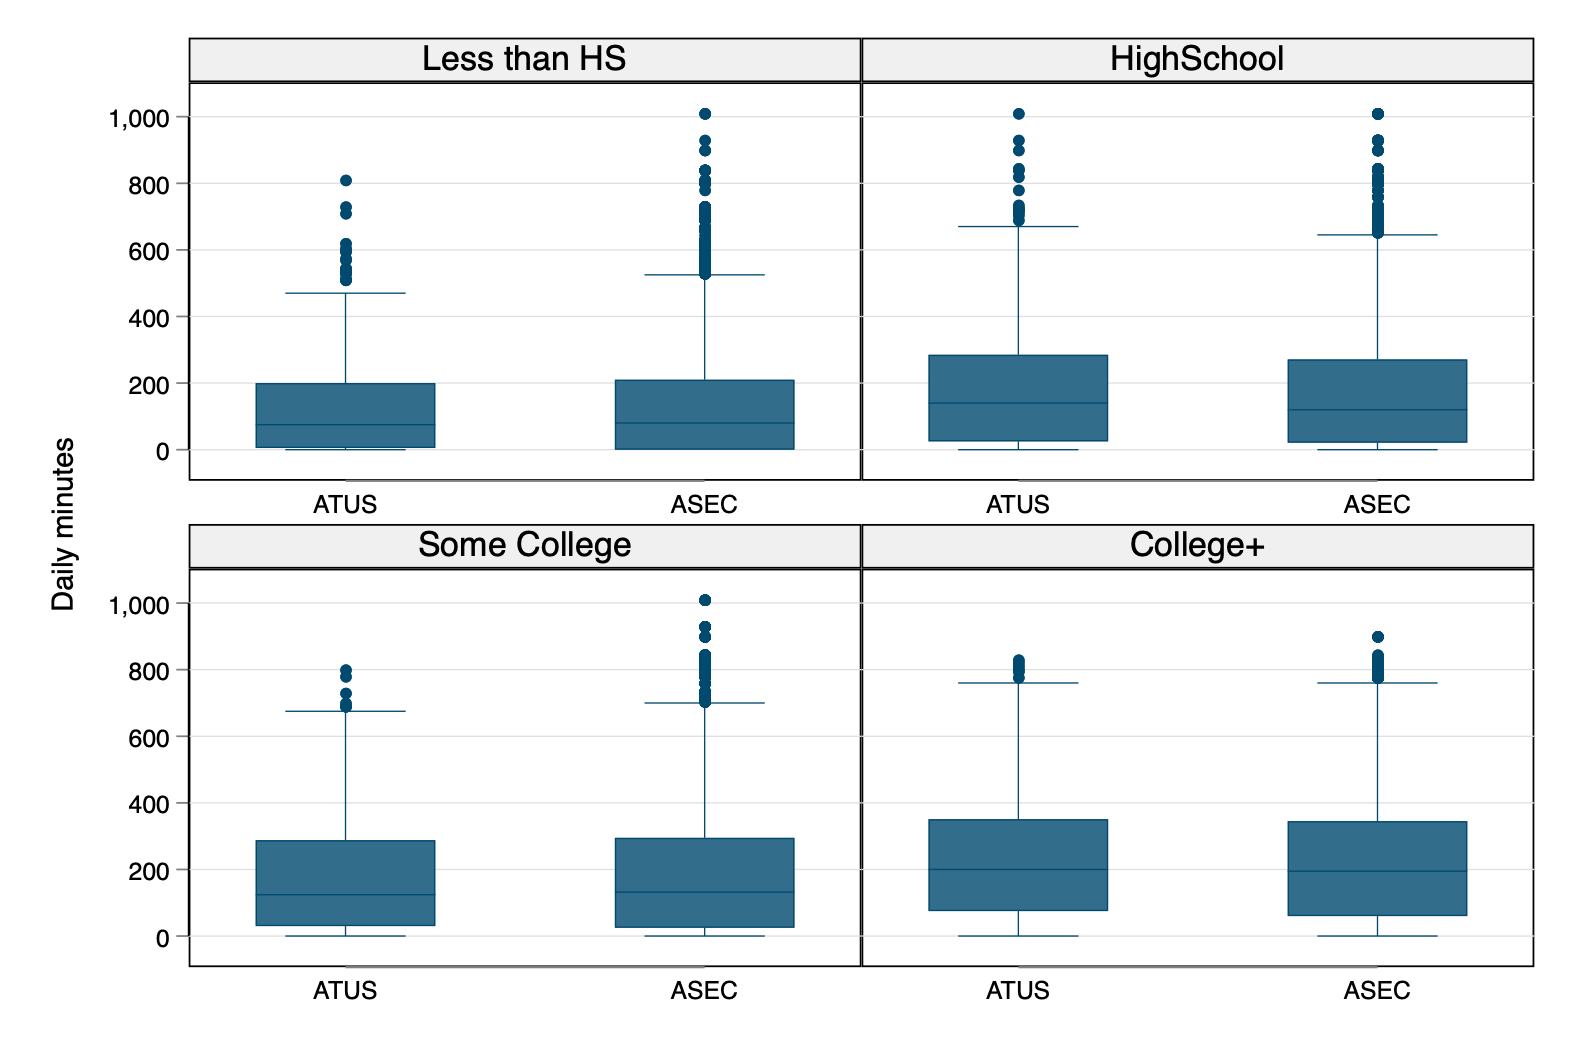 Less than HS
HighSchool
1,000
800
600
400
200
0
ATUS
ASEC
ATUS
ASEC
Daily minutes
Some College
College+
1,000
800
600
400
200
0
ATUS
ASEC
ATUS
ASEC